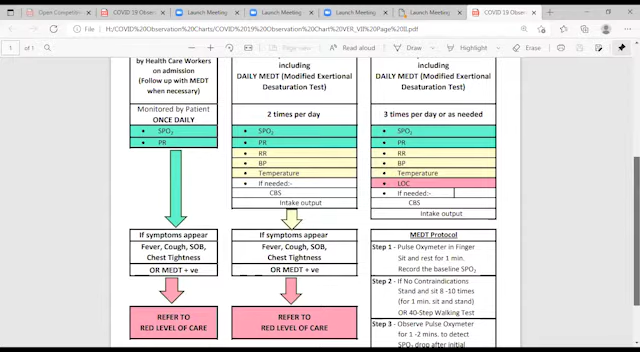 Open Competiti
COVID 19 Observ
Launch Meeting
Launch Meeting
Launch Meeting
Launch Meeting
COVID 19 Obser
File
H:/COVID%20Observation%20Charts/COVID%2019%20Observation%20Chart%20VER_VII%20Page%20II.pdf
1 of 1
Page view
Read aloud
Draw
Highlight
Erase
by Health Care Workers
on admission
(Follow up with MEDT
when necessary)
Monitored by Patient
ONCE DAILY
• SPO₂
• PR
If symptoms appear
Fever, Cough, SOB,
Chest Tightness
OR MEDT + ve
REFER TO
RED LEVEL OF CARE
including
DAILY MEDT (Modified Exertional
Desaturation Test)
2 times per day
• SPO₂
• PR
• RR
• BP
• Temperature
• If needed:-
CBS
Intake output
If symptoms appear
Fever, Cough, SOB,
Chest Tightness
OR MEDT + ve
REFER TO
RED LEVEL OF CARE
including
DAILY MEDT (Modified Exertional
Desaturation Test)
3 times per day or as needed
• SPO₂
• PR
• RR
• BP
• Temperature
• LOC
• If needed:-
CBS
Intake output
MEDT Protocol
Step 1 - Pulse Oxymeter in Finger
Sit and rest for 1 min.
Record the baseline SPO₂
Step 2 - If No Contraindications
Stand and sit 8 -10 times
(for 1 min. sit and stand)
OR 40-Step Walking Test
Step 3 - Observe Pulse Oxymeter
for 1 -2 mins. to detect
SPO₂ drop after initial